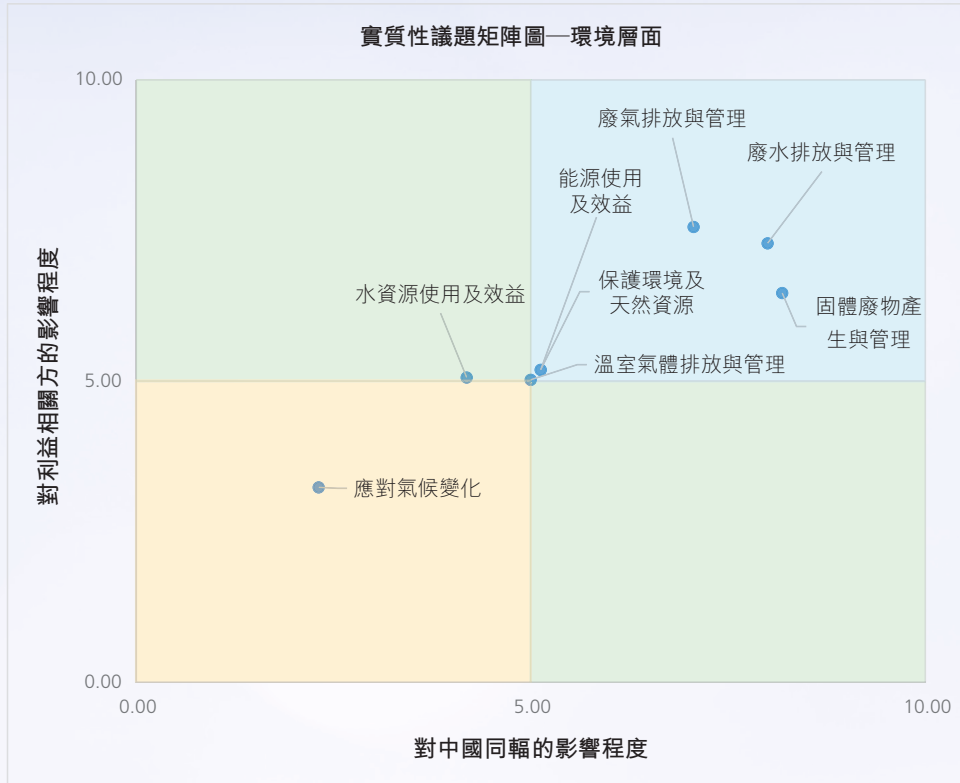 實質性議題矩陣圖—環境層面
10.00
廢氣排放與管理
廢水排放與管理
能源使用
及效益
水資源使用及效益
保護環境及
天然資源
固體廢物產
生與管理
溫室氣體排放與管理
5.00
對利益相關方的影響程度
應對氣候變化
0.00
0.00
5.00
10.00
對中國同輻的影響程度